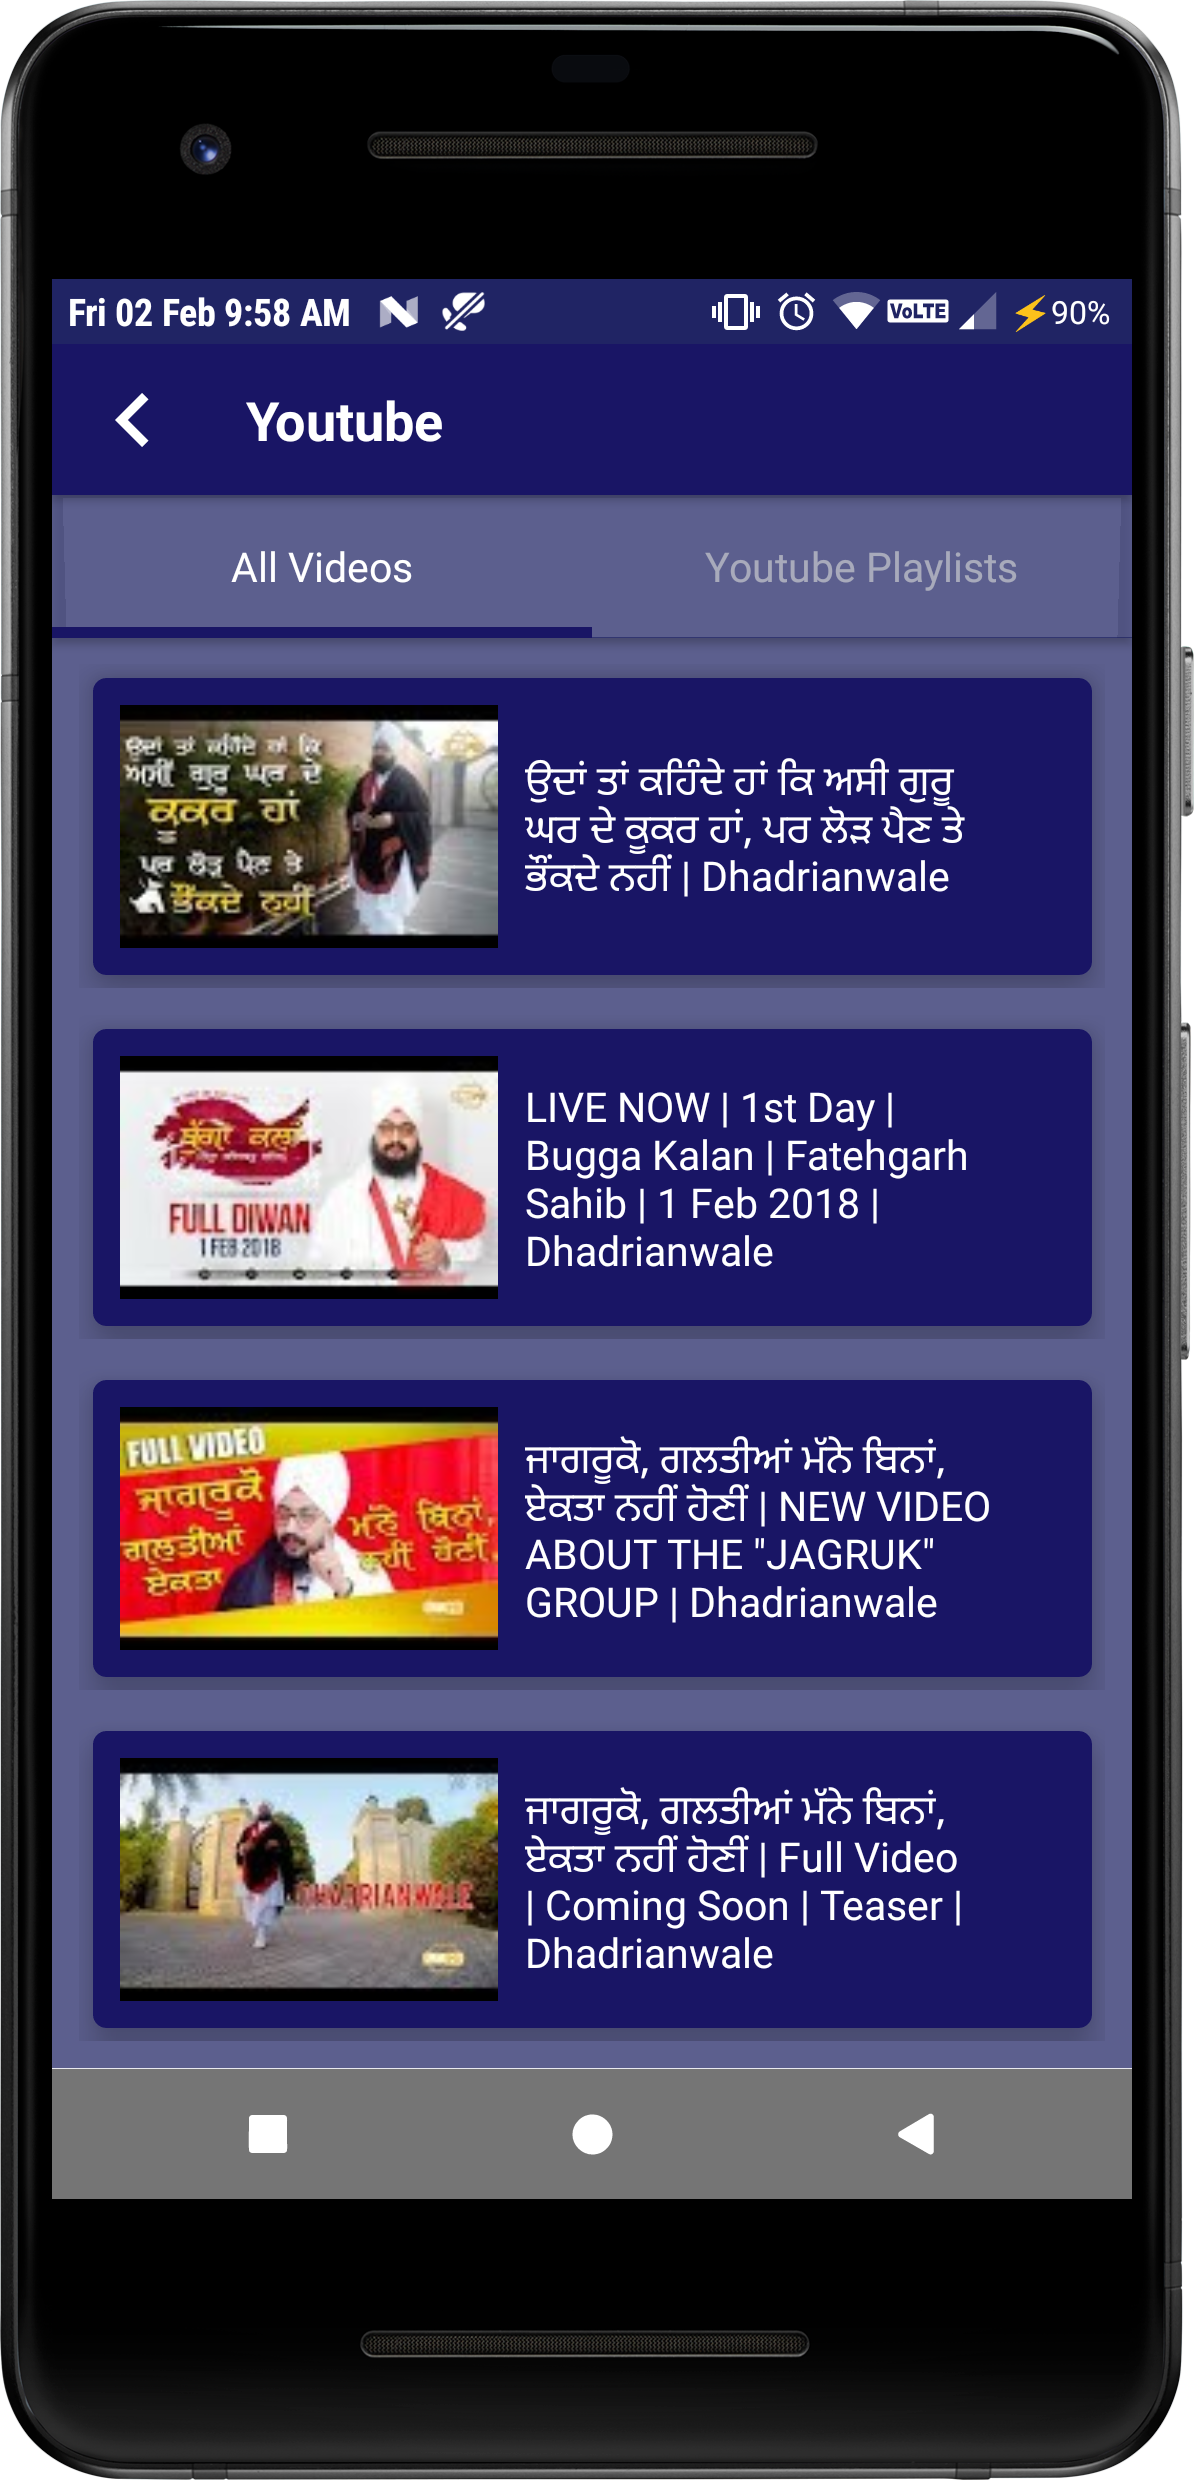 Fri 02 Feb 9:58 AM
VoLTE
90%
Youtube
All Videos
Youtube Playlists
ਉਦਾਂ ਤਾਂ ਕਹਿੰਦੇ ਹਾਂ ਕਿ
ਅਸੀਂ ਗੁਰੂ ਘਰ ਦੇ
ਕੂਕਰ ਹਾਂ
ਪਰ ਲੋੜ ਪੈਣ ਤੇ
ਭੌਂਕਦੇ ਨਹੀਂ
ਉਦਾਂ ਤਾਂ ਕਹਿੰਦੇ ਹਾਂ ਕਿ ਅਸੀ ਗੁਰੂ
ਘਰ ਦੇ ਕੂਕਰ ਹਾਂ, ਪਰ ਲੋੜ ਪੈਣ ਤੇ
ਭੌਂਕਦੇ ਨਹੀਂ | Dhadrianwale
FULL DIWAN
1 FEB 2018
LIVE NOW | 1st Day |
Bugga Kalan | Fatehgarh
Sahib | 1 Feb 2018 |
Dhadrianwale
FULL VIDEO
ਜਾਗਰੂਕੋ
ਗਲਤੀਆਂ
ਏਕਤਾ
ਮੰਨੇ ਬਿਨਾਂ,
ਨਹੀਂ ਹੋਣੀਂ
ਜਾਗਰੂਕੋ, ਗਲਤੀਆਂ ਮੱਨੇ ਬਿਨਾਂ,
ਏਕਤਾ ਨਹੀਂ ਹੋਣੀਂ | NEW VIDEO
ABOUT THE "JAGRUK"
GROUP | Dhadrianwale
DHADRIANWALE
ਜਾਗਰੂਕੋ, ਗਲਤੀਆਂ ਮੱਨੇ ਬਿਨਾਂ,
ਏਕਤਾ ਨਹੀਂ ਹੋਣੀਂ | Full Video
| Coming Soon | Teaser |
Dhadrianwale